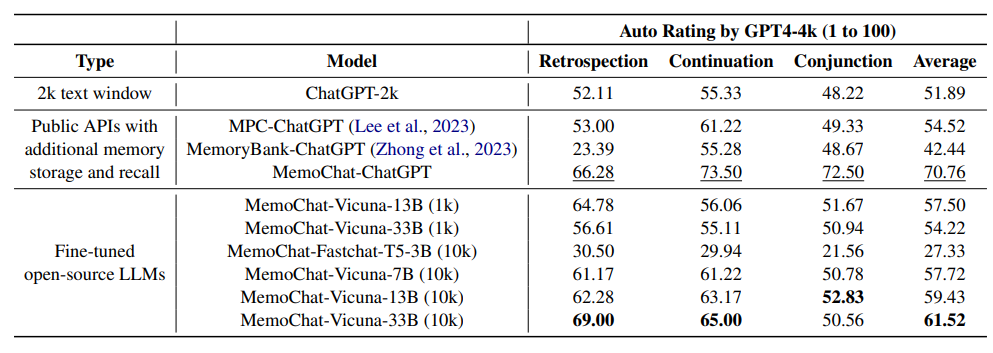 Auto Rating by GPT4-4k (1 to 100)
Type Model Retrospection Continuation Conjunction Average
2k text window ChatGPT-2k 52.11 55.33 48.22 51.89
Public APIs with MPC-ChatGPT (Lee et al., 2023) 53.00 61.22 49.33 54.52
additional memory MemoryBank-ChatGPT (Zhong et al., 2023) 23.39 55.28 48.67 42.44
storage and recall MemoChat-ChatGPT 66.28 73.50 72.50 70.76
MemoChat-Vicuna-13B (1k) 64.78 56.06 51.67 57.50
MemoChat-Vicuna-33B (1k) 56.61 55.11 50.94 54.22
Fine-tuned MemoChat-Fastchat-T5-3B (10k) 30.50 29.94 21.56 27.33
open-source LLMs MemoChat-Vicuna-7B (10k) 61.17 61.22 50.78 57.72
MemoChat-Vicuna-13B (10k) 62.28 63.17 52.83 59.43
MemoChat-Vicuna-33B (10k) 69.00 65.00 50.56 61.52